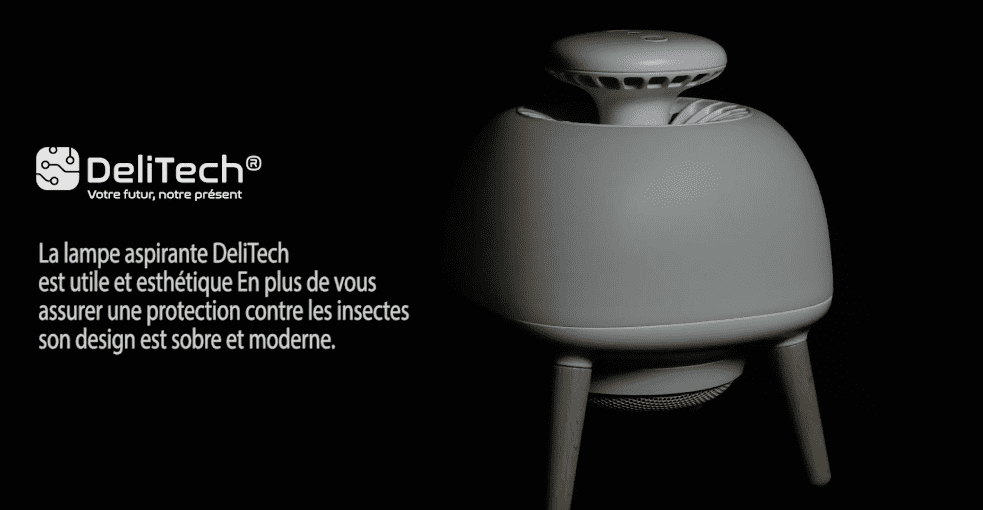 DeliTech®
Votre futur, notre présent
La lampe aspirante DeliTech
est utile et esthétique En plus de vous
assurer une protection contre les insectes
son design est sobre et moderne.